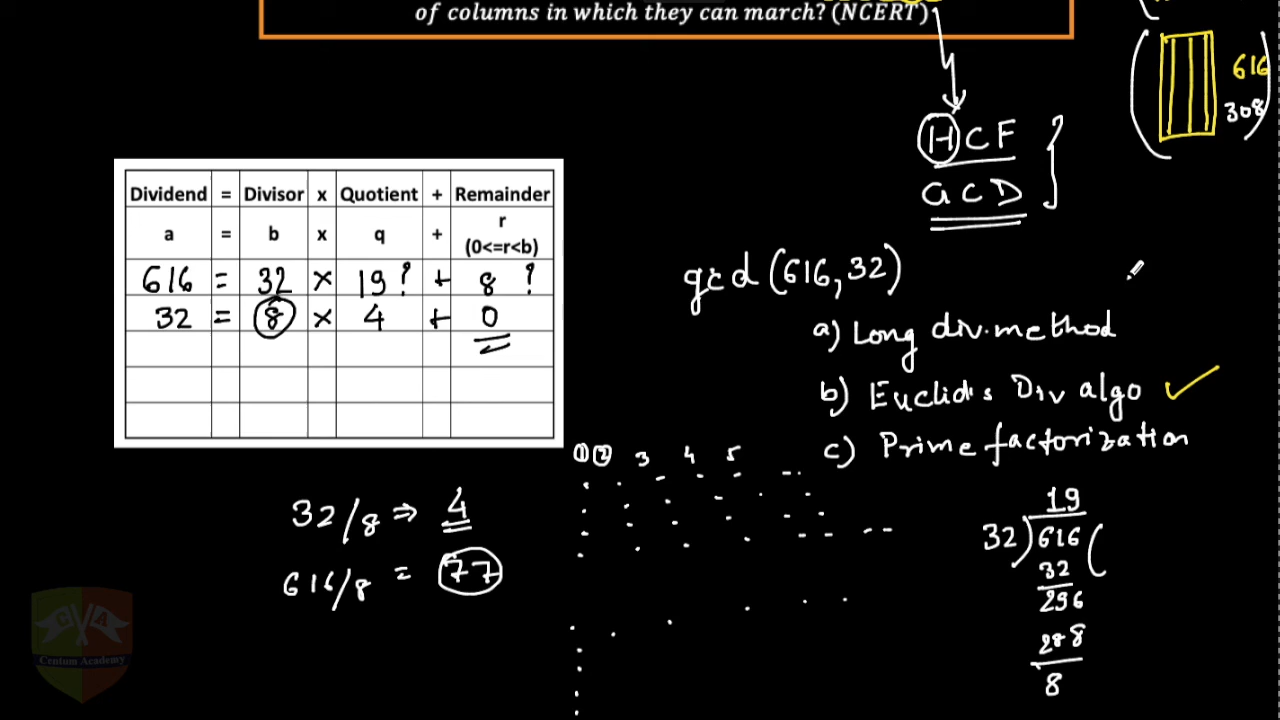 of columns in which they can march? (NCERT)
616
308
HCF
GCD
Dividend = Divisor x Quotient + Remainder
a = b x q + r (0<=r<b)
616 = 32 × 19? + 8 ?
32 = 8 × 4 + 0
gcd (616,32)
a) Long div. method
b) Euclid's Div algo ✓
c) Prime factorization
1 2 3 4 5 --.
32/8 ⇒ 4
616/8 = 77
19
32)616(
32
296
288
8
C A
Centum Academy